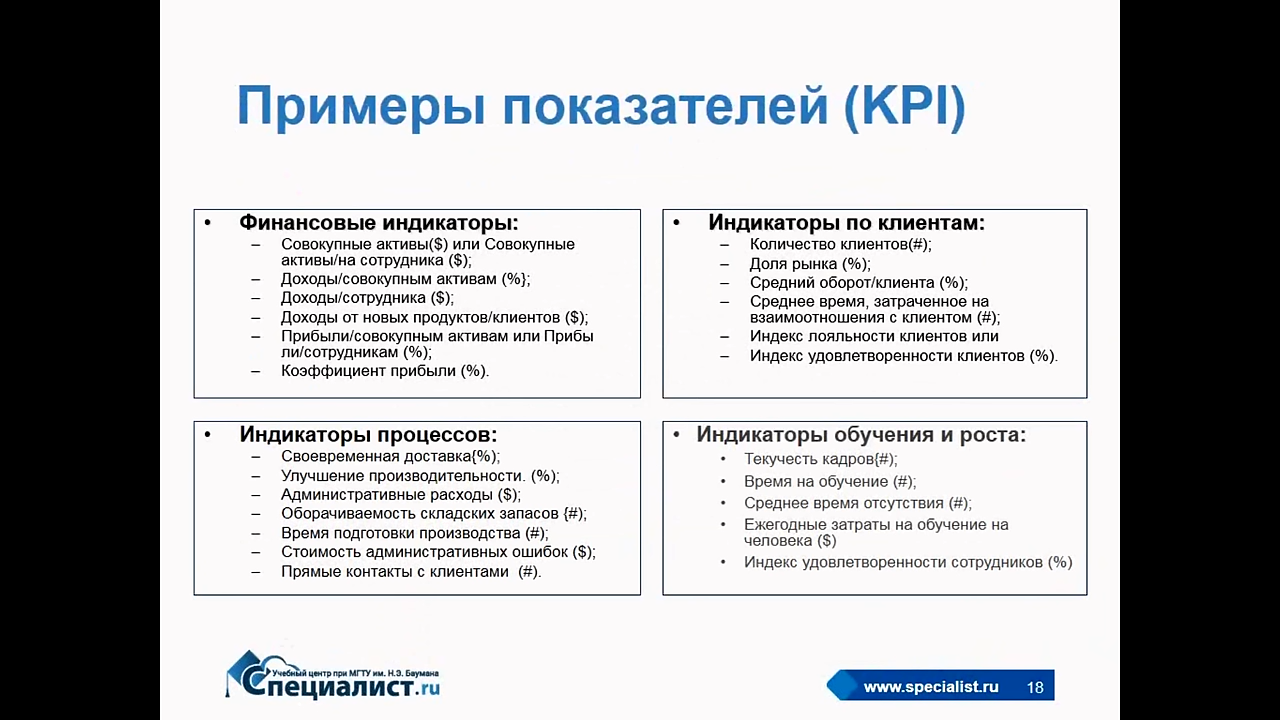 Примеры показателей (KPI)
• Финансовые индикаторы:
– Совокупные активы($) или Совокупные
активы/на сотрудника ($);
– Доходы/совокупным активам (%};
– Доходы/сотрудника ($);
– Доходы от новых продуктов/клиентов ($);
– Прибыли/совокупным активам или Прибы
ли/сотрудникам (%);
– Коэффициент прибыли (%).
• Индикаторы по клиентам:
– Количество клиентов(#);
– Доля рынка (%);
– Средний оборот/клиента (%);
– Среднее время, затраченное на
взаимоотношения с клиентом (#);
– Индекс лояльности клиентов или
– Индекс удовлетворенности клиентов (%).
• Индикаторы процессов:
– Своевременная доставка{%);
– Улучшение производительности. (%);
– Административные расходы ($);
– Оборачиваемость складских запасов {#);
– Время подготовки производства (#);
– Стоимость административных ошибок ($);
– Прямые контакты с клиентами (#).
• Индикаторы обучения и роста:
• Текучесть кадров{#);
• Время на обучение (#);
• Среднее время отсутствия (#);
• Ежегодные затраты на обучение на
человека ($)
• Индекс удовлетворенности сотрудников (%)
Учебный центр при МГТУ им. Н.Э. Баумана
Специалист.ru
www.specialist.ru 18